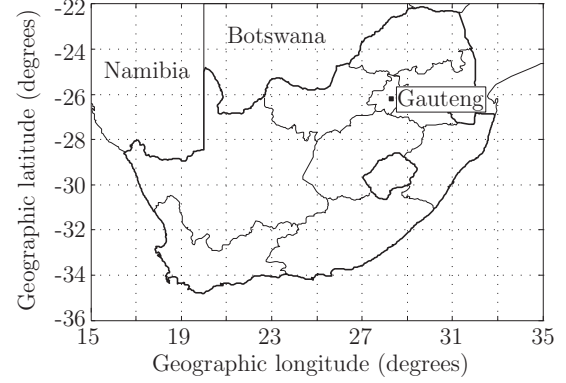 -22
Botswana
-24
Namibia
-26
Gauteng
-28
-30
-32
-34
-36
15
19
23
27
31
35
Geographic latitude (degrees)
Geographic longitude (degrees)